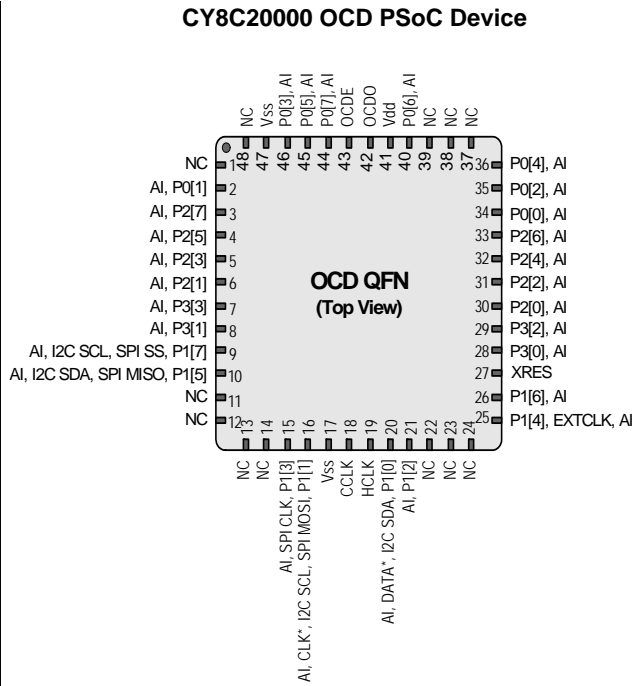 CY8C20000 OCD PSoC Device
NC
Vss
P0[3], AI
P0[5], AI
P0[7], AI
OCDE
OCDO
Vdd
P0[6], AI
NC
NC
NC
48
47
46
45
44
43
42
41
40
39
38
37
NC 1
AI, P0[1] 2
AI, P2[7] 3
AI, P2[5] 4
AI, P2[3] 5
AI, P2[1] 6
AI, P3[3] 7
AI, P3[1] 8
AI, I2C SCL, SPI SS, P1[7] 9
AI, I2C SDA, SPI MISO, P1[5] 10
NC 11
NC 12
OCD QFN
(Top View)
36 P0[4], AI
35 P0[2], AI
34 P0[0], AI
33 P2[6], AI
32 P2[4], AI
31 P2[2], AI
30 P2[0], AI
29 P3[2], AI
28 P3[0], AI
27 XRES
26 P1[6], AI
25 P1[4], EXTCLK, AI
13
14
15
16
17
18
19
20
21
22
23
24
NC
NC
AI, SPI CLK, P1[3]
AI, CLK*, I2C SCL, SPI MOSI, P1[1]
Vss
CCLK
HCLK
AI, DATA*, I2C SDA, P1[0]
AI, P1[2]
NC
NC
NC